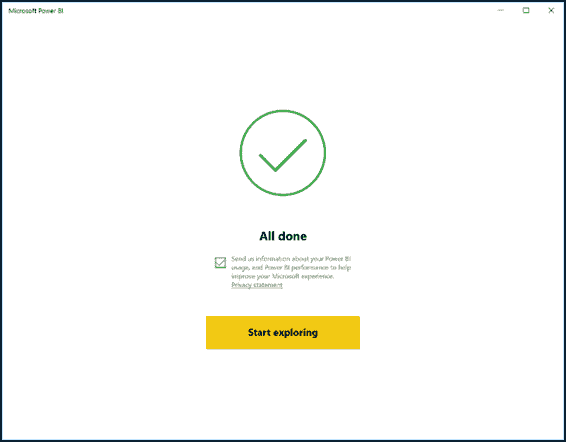 Microsoft Power BI
All done
Send us information about your Power BI
usage, and Power BI performance to help
improve your Microsoft experience.
Privacy statement
Start exploring